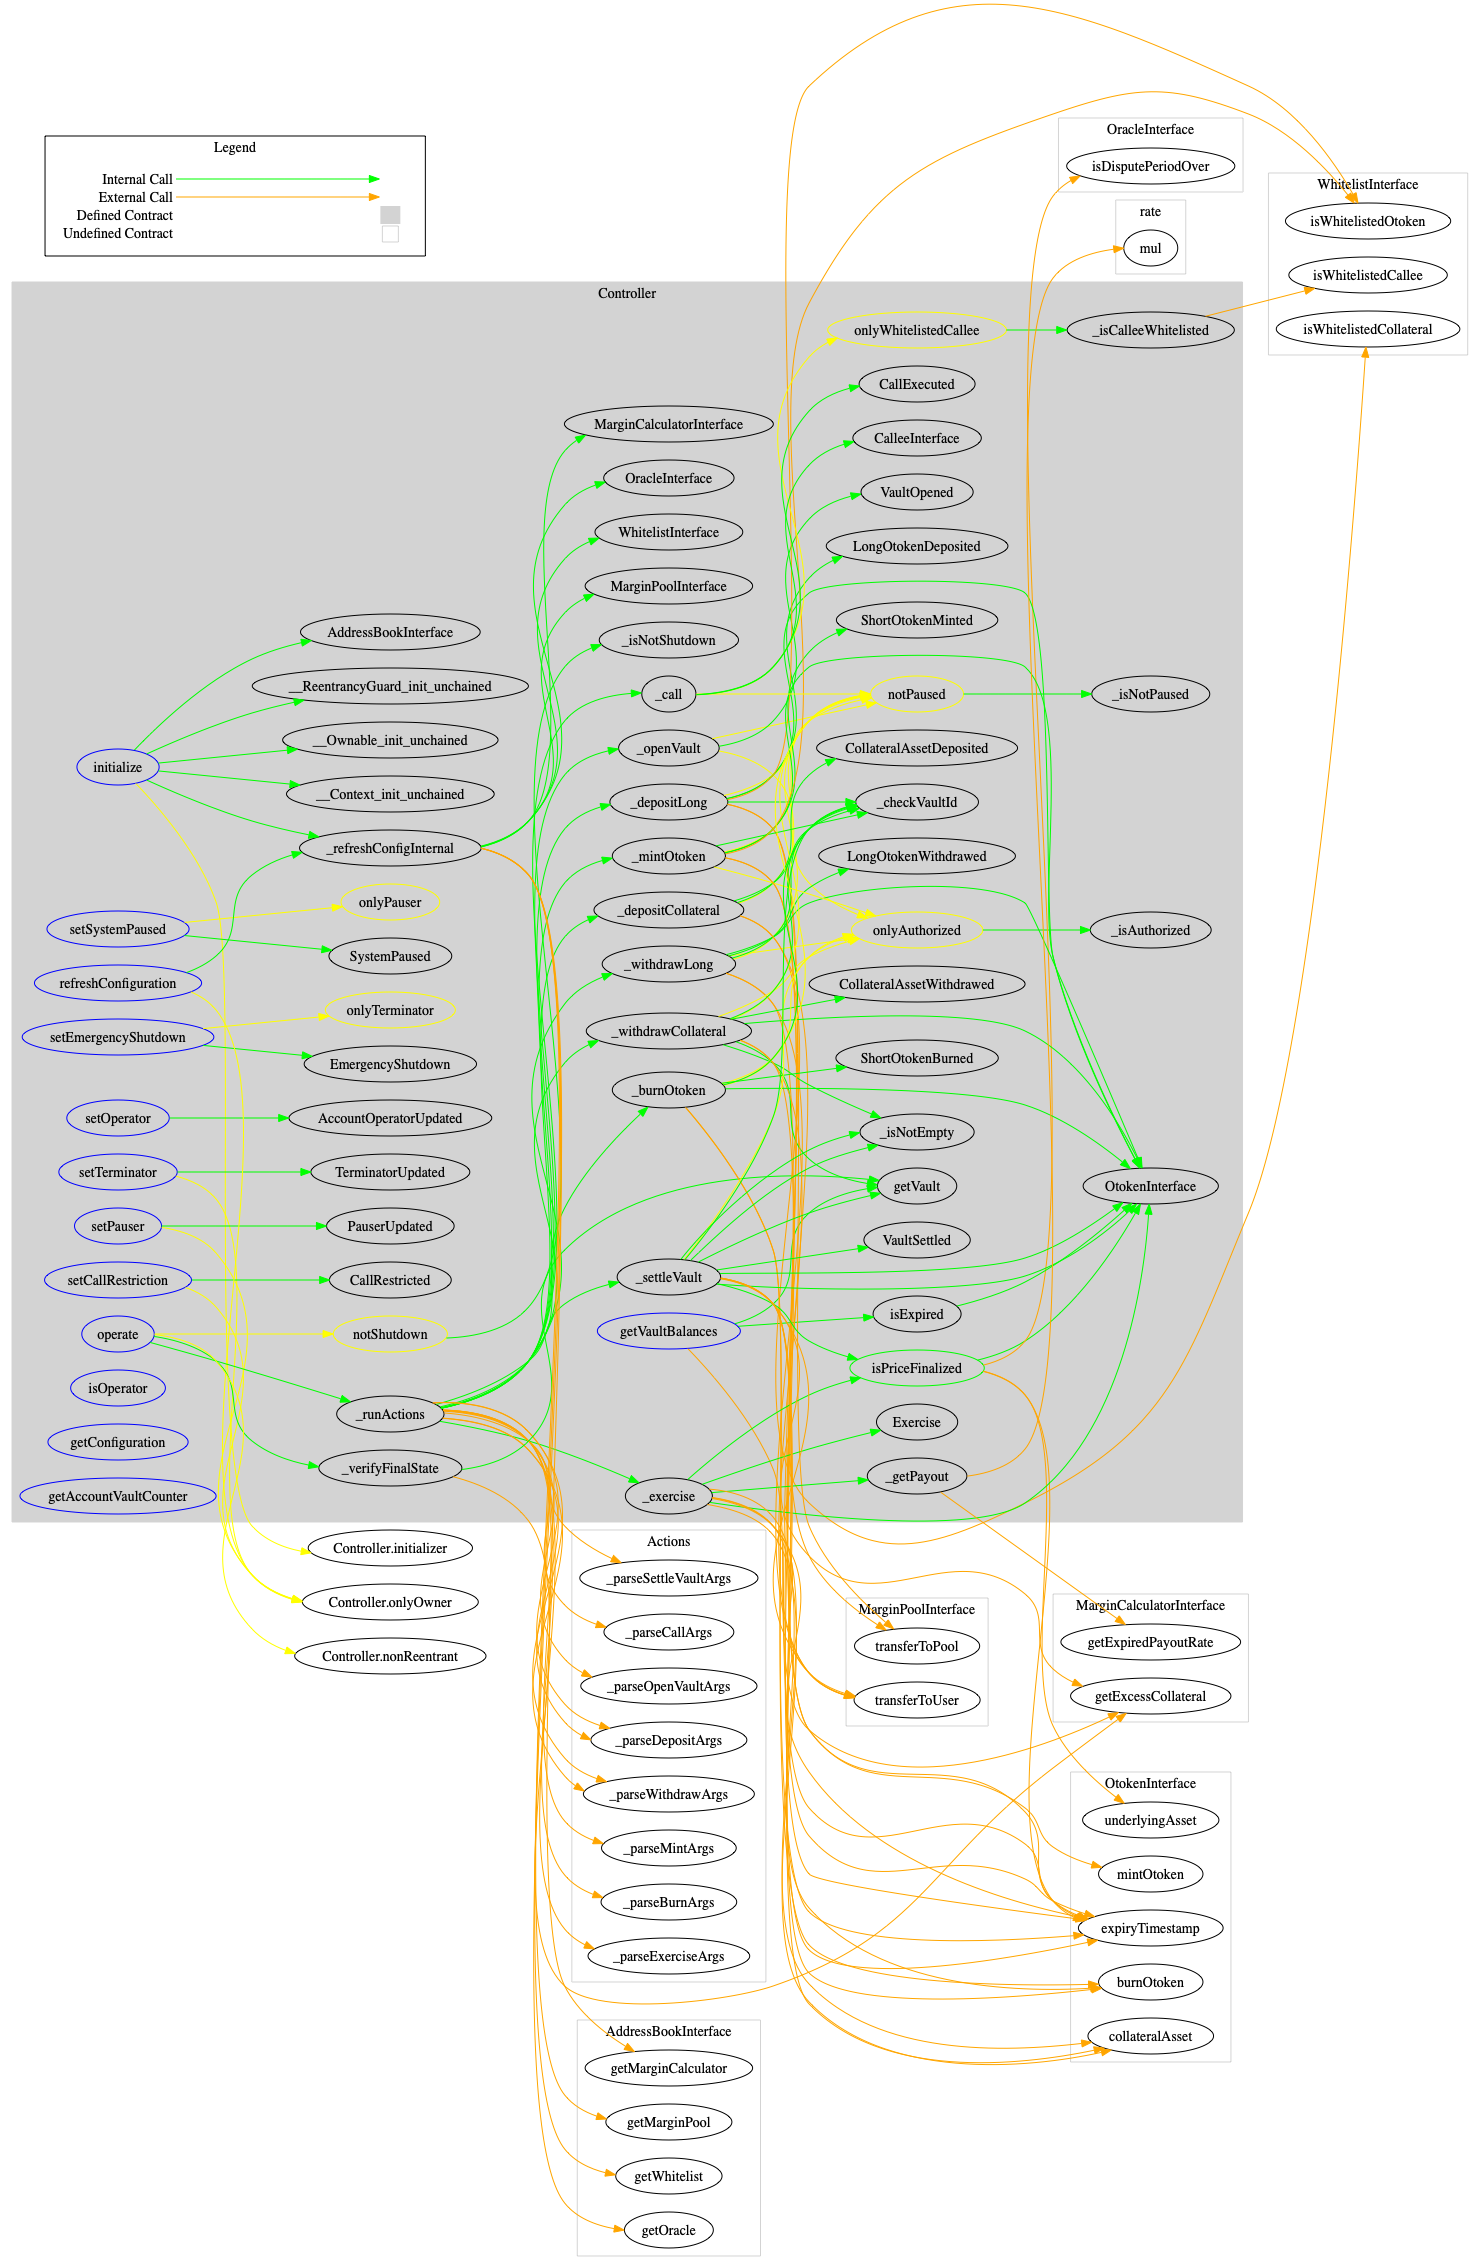 Legend
Internal Call
External Call
Defined Contract
Undefined Contract
Controller
initialize
setSystemPaused
refreshConfiguration
setEmergencyShutdown
setOperator
setTerminator
setPauser
setCallRestriction
operate
isOperator
getConfiguration
getAccountVaultCounter
AddressBookInterface
__ReentrancyGuard_init_unchained
__Ownable_init_unchained
__Context_init_unchained
_refreshConfigInternal
onlyPauser
SystemPaused
onlyTerminator
EmergencyShutdown
AccountOperatorUpdated
TerminatorUpdated
PauserUpdated
CallRestricted
notShutdown
_runActions
_verifyFinalState
Controller.initializer
Controller.onlyOwner
Controller.nonReentrant
MarginCalculatorInterface
OracleInterface
WhitelistInterface
MarginPoolInterface
_isNotShutdown
_call
_openVault
_depositLong
_mintOtoken
_depositCollateral
_withdrawLong
_withdrawCollateral
_burnOtoken
_settleVault
getVaultBalances
_exercise
Actions
_parseSettleVaultArgs
_parseCallArgs
_parseOpenVaultArgs
_parseDepositArgs
_parseWithdrawArgs
_parseMintArgs
_parseBurnArgs
_parseExerciseArgs
AddressBookInterface
getMarginCalculator
getMarginPool
getWhitelist
getOracle
onlyWhitelistedCallee
CallExecuted
CalleeInterface
VaultOpened
LongOtokenDeposited
ShortOtokenMinted
notPaused
CollateralAssetDeposited
_checkVaultId
LongOtokenWithdrawed
onlyAuthorized
CollateralAssetWithdrawed
ShortOtokenBurned
_isNotEmpty
getVault
VaultSettled
isExpired
isPriceFinalized
Exercise
_getPayout
MarginPoolInterface
transferToPool
transferToUser
OracleInterface
isDisputePeriodOver
rate
mul
_isCalleeWhitelisted
_isNotPaused
_isAuthorized
OtokenInterface
MarginCalculatorInterface
getExpiredPayoutRate
getExcessCollateral
OtokenInterface
underlyingAsset
mintOtoken
expiryTimestamp
burnOtoken
collateralAsset
WhitelistInterface
isWhitelistedOtoken
isWhitelistedCallee
isWhitelistedCollateral